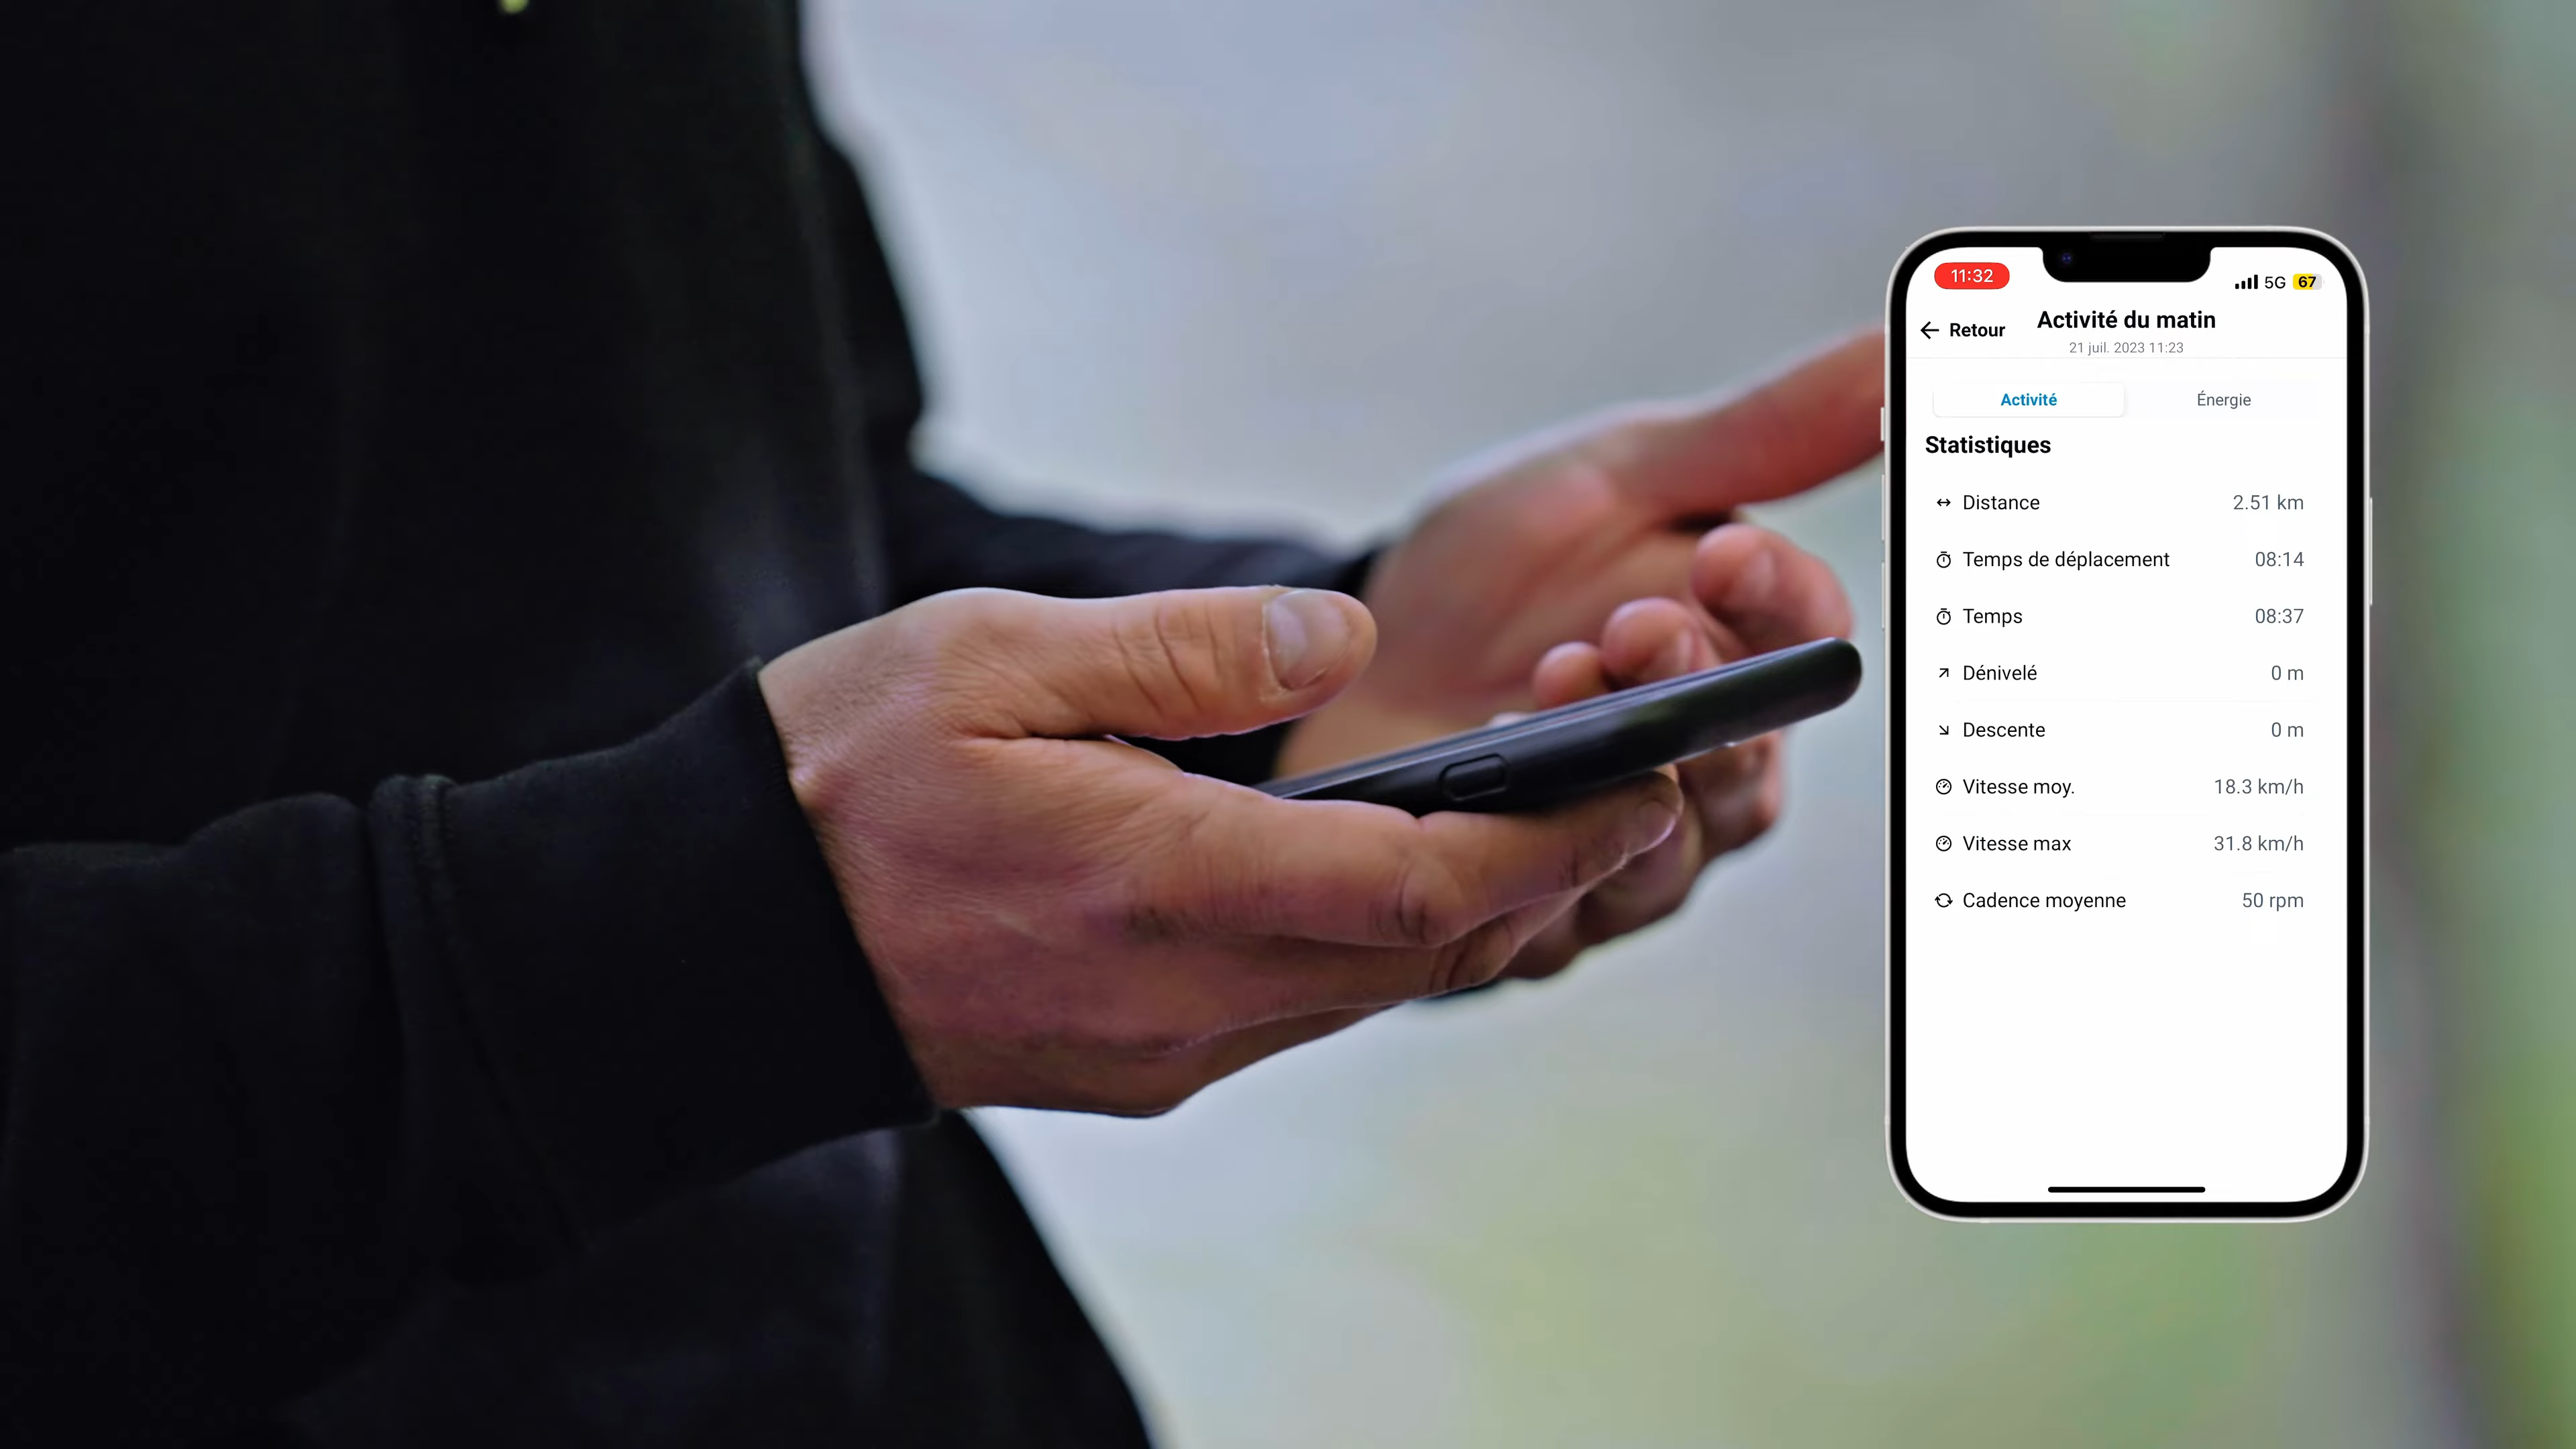 11:32 5G 67
Retour
Activité du matin
21 juil. 2023 11:23
Activité Énergie
Statistiques
Distance 2.51 km
Temps de déplacement 08:14
Temps 08:37
Dénivelé 0 m
Descente 0 m
Vitesse moy. 18.3 km/h
Vitesse max 31.8 km/h
Cadence moyenne 50 rpm